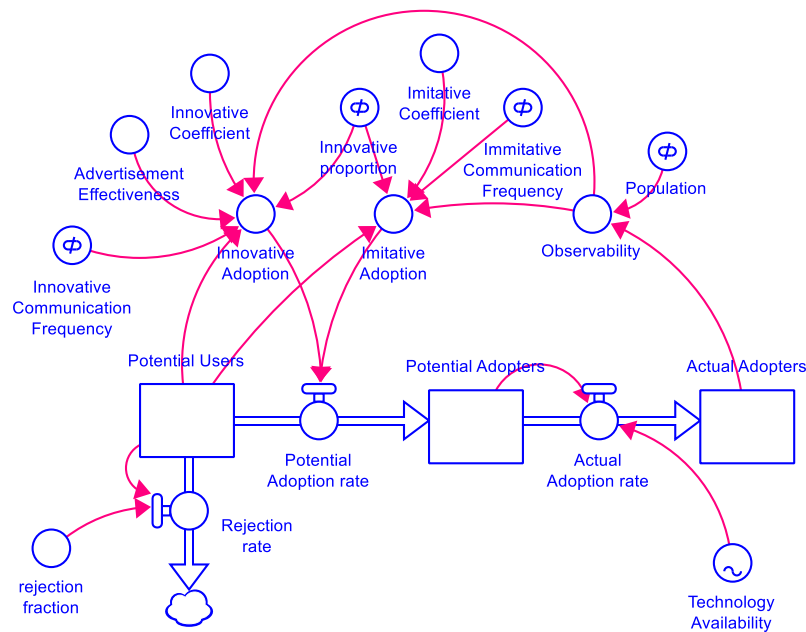 Innovative
Coefficient
Imitative
Coefficient
Innovative
proportion
Immitative
Communication
Frequency
Advertisement
Effectiveness
Population
Innovative
Adoption
Imitative
Adoption
Observability
Innovative
Communication
Frequency
Potential Users
Potential Adopters
Actual Adopters
Potential
Adoption rate
Actual
Adoption rate
Rejection
rate
rejection
fraction
Technology
Availability